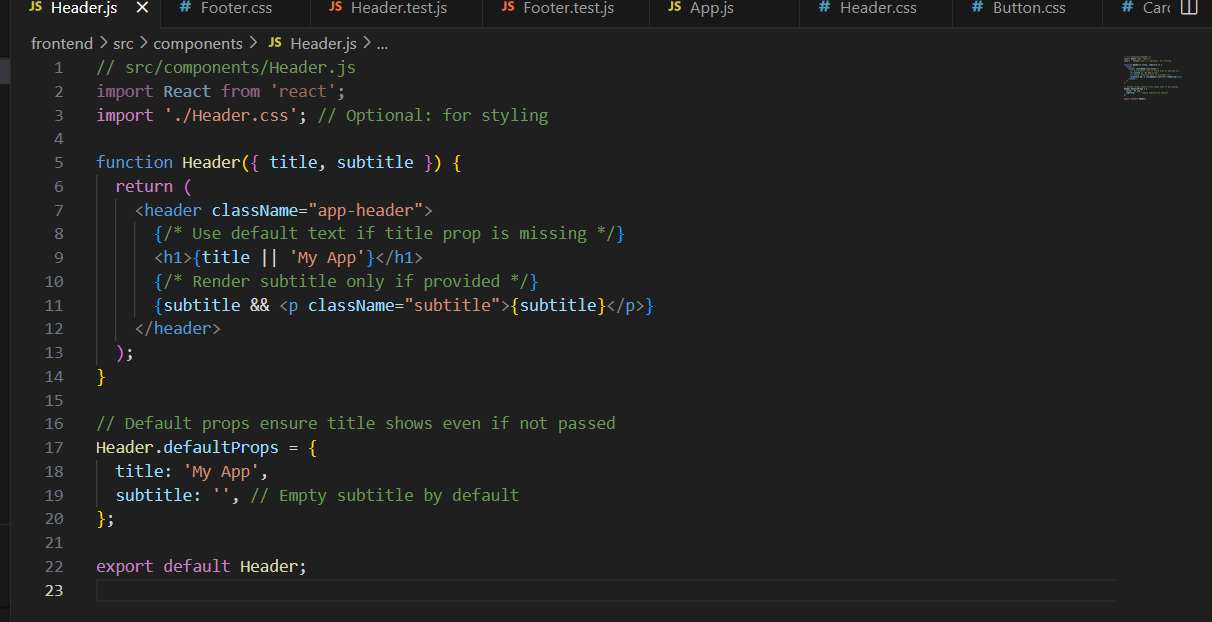 JS Header.js × # Footer.css JS Header.test.js JS Footer.test.js JS App.js # Header.css # Button.css # Card
frontend > src > components > JS Header.js > ...
1 // src/components/Header.js
2 import React from 'react';
3 import './Header.css'; // Optional: for styling
4
5 function Header({ title, subtitle }) {
6   return (
7     <header className="app-header">
8       {/* Use default text if title prop is missing */}
9       <h1>{title || 'My App'}</h1>
10       {/* Render subtitle only if provided */}
11       {subtitle && <p className="subtitle">{subtitle}</p>}
12     </header>
13   );
14 }
15
16 // Default props ensure title shows even if not passed
17 Header.defaultProps = {
18   title: 'My App',
19   subtitle: '', // Empty subtitle by default
20 };
21
22 export default Header;
23